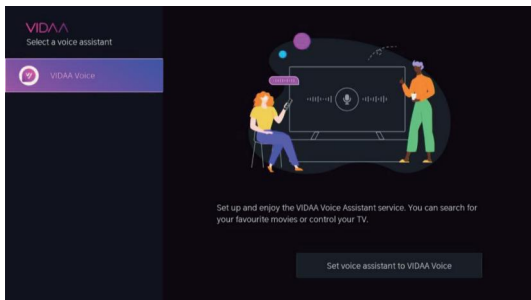 VIDAA
Select a voice assistant
VIDAA Voice
Set up and enjoy the VIDAA Voice Assistant service. You can search for
your favourite movies or control your TV.
Set voice assistant to VIDAA Voice